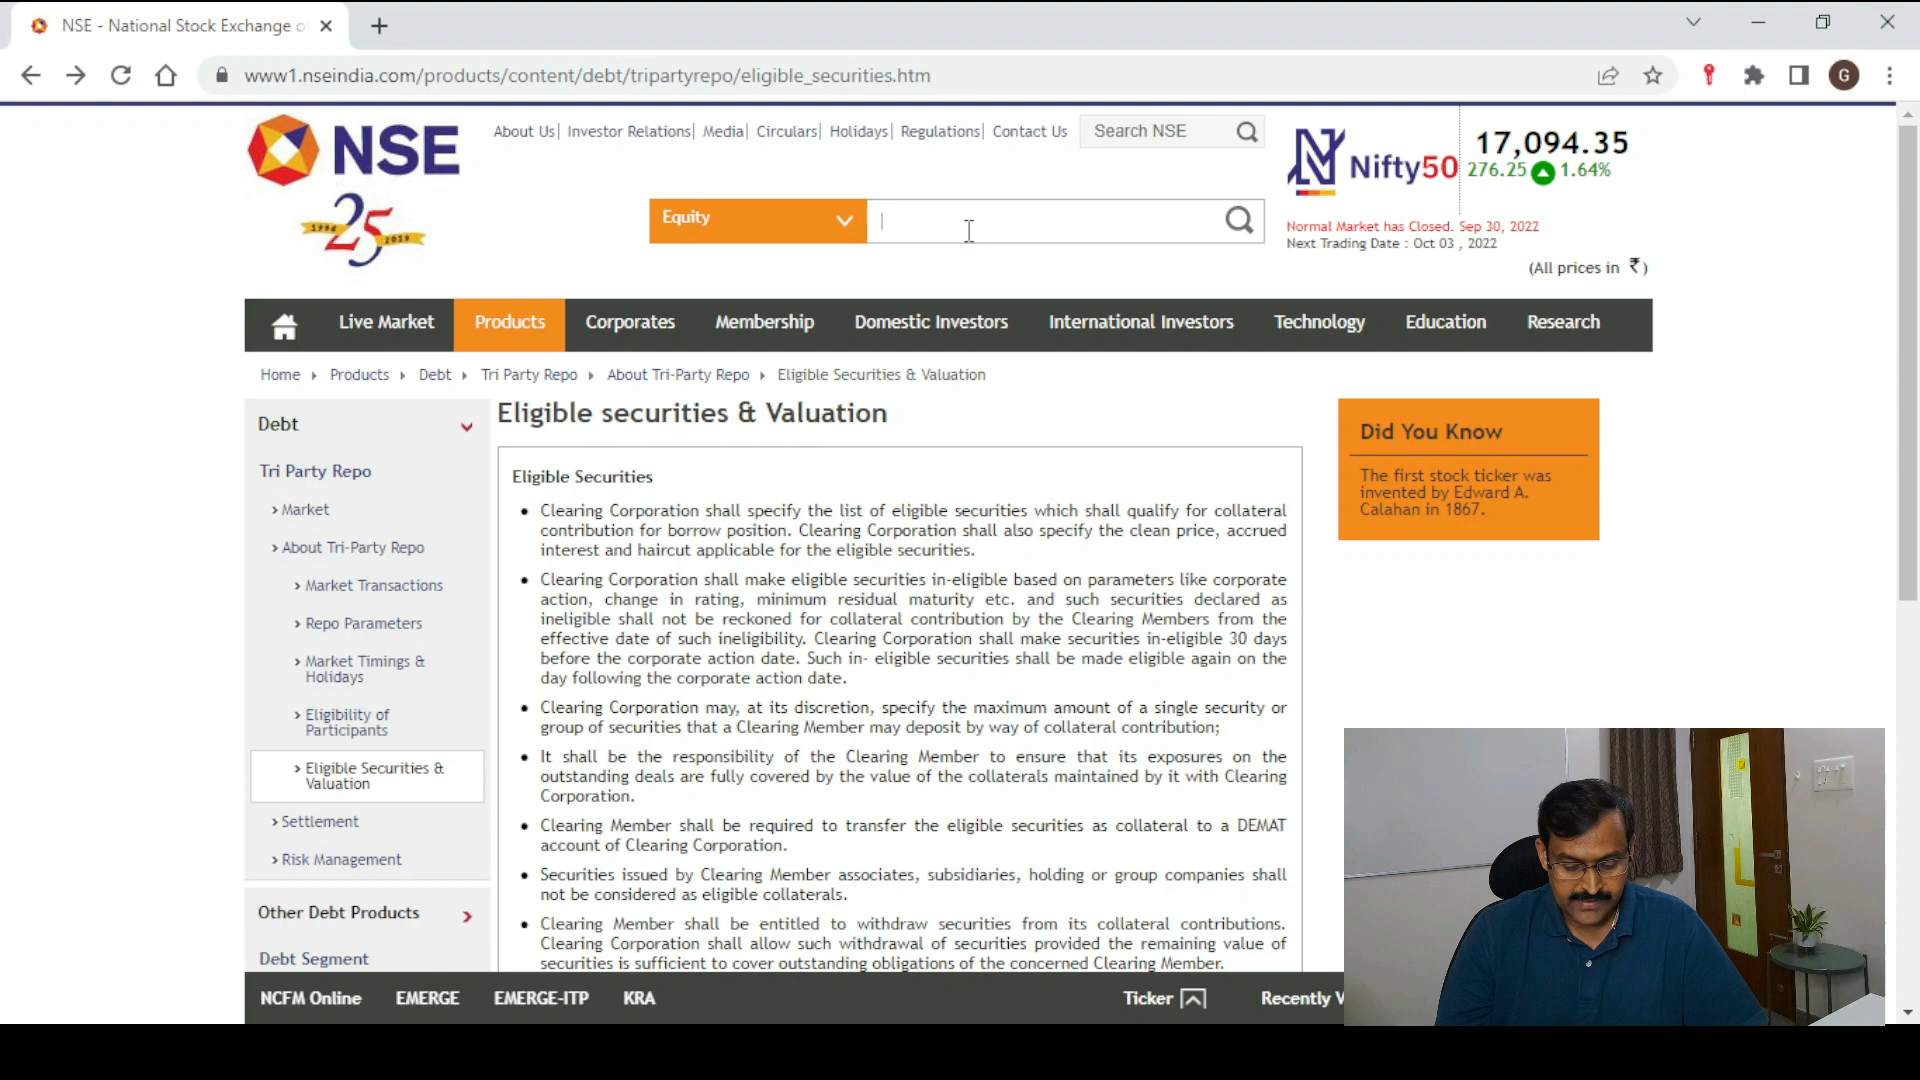 NSE - National Stock Exchange o
www1.nseindia.com/products/content/debt/tripartyrepo/eligible_securities.htm
G
NSE
1994 25 2019
About Us| Investor Relations| Media| Circulars| Holidays| Regulations| Contact Us
Search NSE
Nifty50
17,094.35
276.25 1.64%
Equity
Normal Market has Closed. Sep 30, 2022
Next Trading Date : Oct 03 , 2022
(All prices in ₹ )
Live Market Products Corporates Membership Domestic Investors International Investors Technology Education Research
Home Products Debt Tri Party Repo About Tri-Party Repo Eligible Securities & Valuation
Debt
Tri Party Repo
Market
About Tri-Party Repo
Market Transactions
Repo Parameters
Market Timings &
Holidays
Eligibility of
Participants
Eligible Securities &
Valuation
Settlement
Risk Management
Other Debt Products
Debt Segment
Eligible securities & Valuation
Eligible Securities
• Clearing Corporation shall specify the list of eligible securities which shall qualify for collateral
contribution for borrow position. Clearing Corporation shall also specify the clean price, accrued
interest and haircut applicable for the eligible securities.
• Clearing Corporation shall make eligible securities in-eligible based on parameters like corporate
action, change in rating, minimum residual maturity etc. and such securities declared as
ineligible shall not be reckoned for collateral contribution by the Clearing Members from the
effective date of such ineligibility. Clearing Corporation shall make securities in-eligible 30 days
before the corporate action date. Such in- eligible securities shall be made eligible again on the
day following the corporate action date.
• Clearing Corporation may, at its discretion, specify the maximum amount of a single security or
group of securities that a Clearing Member may deposit by way of collateral contribution;
• It shall be the responsibility of the Clearing Member to ensure that its exposures on the
outstanding deals are fully covered by the value of the collaterals maintained by it with Clearing
Corporation.
• Clearing Member shall be required to transfer the eligible securities as collateral to a DEMAT
account of Clearing Corporation.
• Securities issued by Clearing Member associates, subsidiaries, holding or group companies shall
not be considered as eligible collaterals.
• Clearing Member shall be entitled to withdraw securities from its collateral contributions.
Clearing Corporation shall allow such withdrawal of securities provided the remaining value of
securities is sufficient to cover outstanding obligations of the concerned Clearing Member.
Did You Know
The first stock ticker was
invented by Edward A.
Calahan in 1867.
NCFM Online EMERGE EMERGE-ITP KRA Ticker Recently V